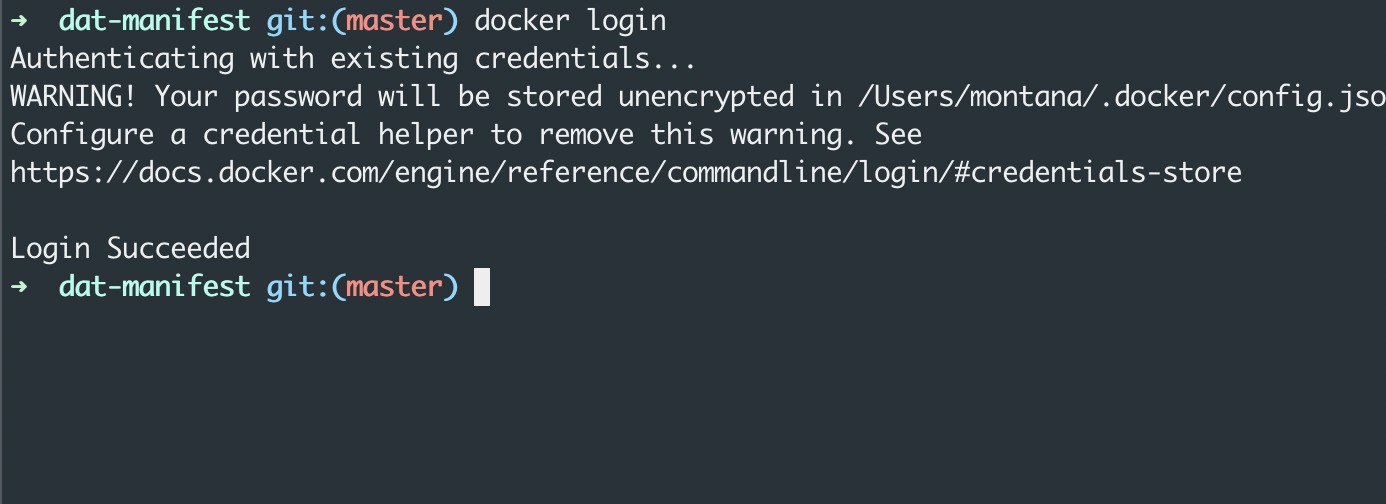 ➜  dat-manifest git:(master) docker login
Authenticating with existing credentials...
WARNING! Your password will be stored unencrypted in /Users/montana/.docker/config.jso
Configure a credential helper to remove this warning. See
https://docs.docker.com/engine/reference/commandline/login/#credentials-store
Login Succeeded
➜  dat-manifest git:(master)